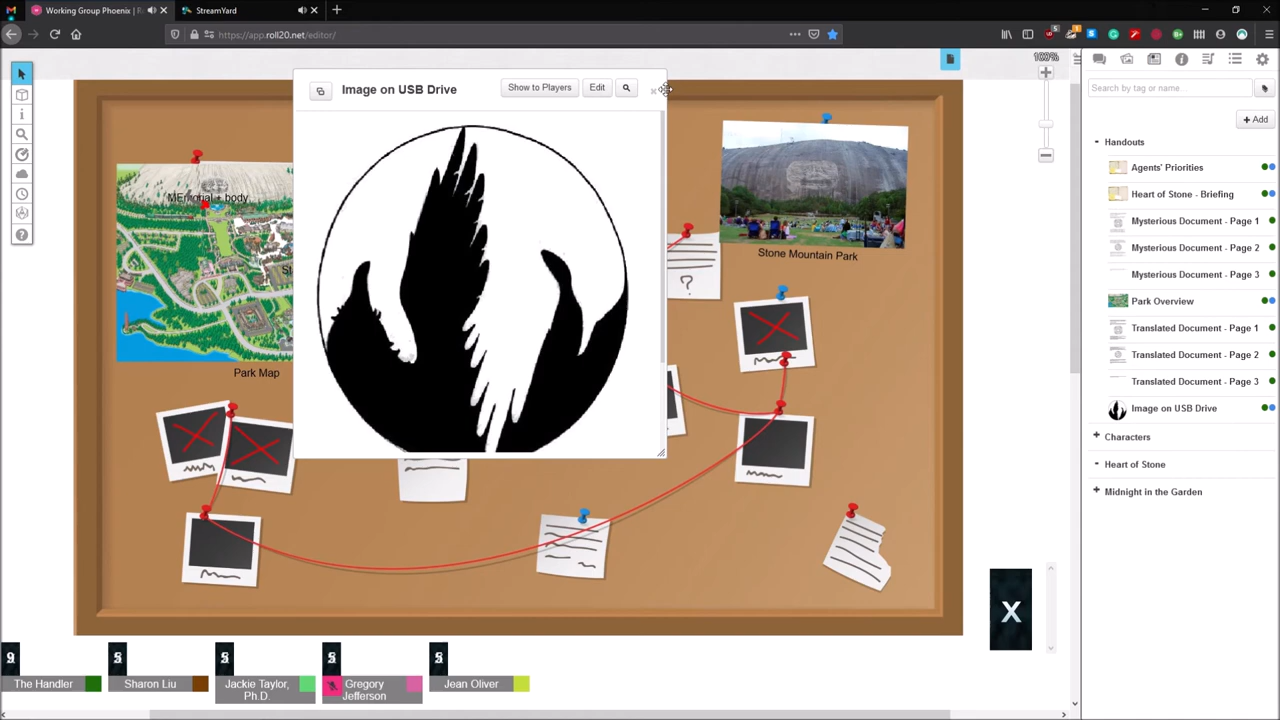 Working Group Phoenix | R
StreamYard
https://app.roll20.net/editor/
100%
Image on USB Drive
Show to Players
Edit
Search by tag or name...
+ Add
Handouts
Agents' Priorities
Heart of Stone - Briefing
Mysterious Document - Page 1
Mysterious Document - Page 2
Mysterious Document - Page 3
Park Overview
Translated Document - Page 1
Translated Document - Page 2
Translated Document - Page 3
Image on USB Drive
Characters
Heart of Stone
Midnight in the Garden
Park Map
Stone Mountain Park
?
X
The Handler
Sharon Liu
Jackie Taylor,
Ph.D.
Gregory
Jefferson
Jean Oliver